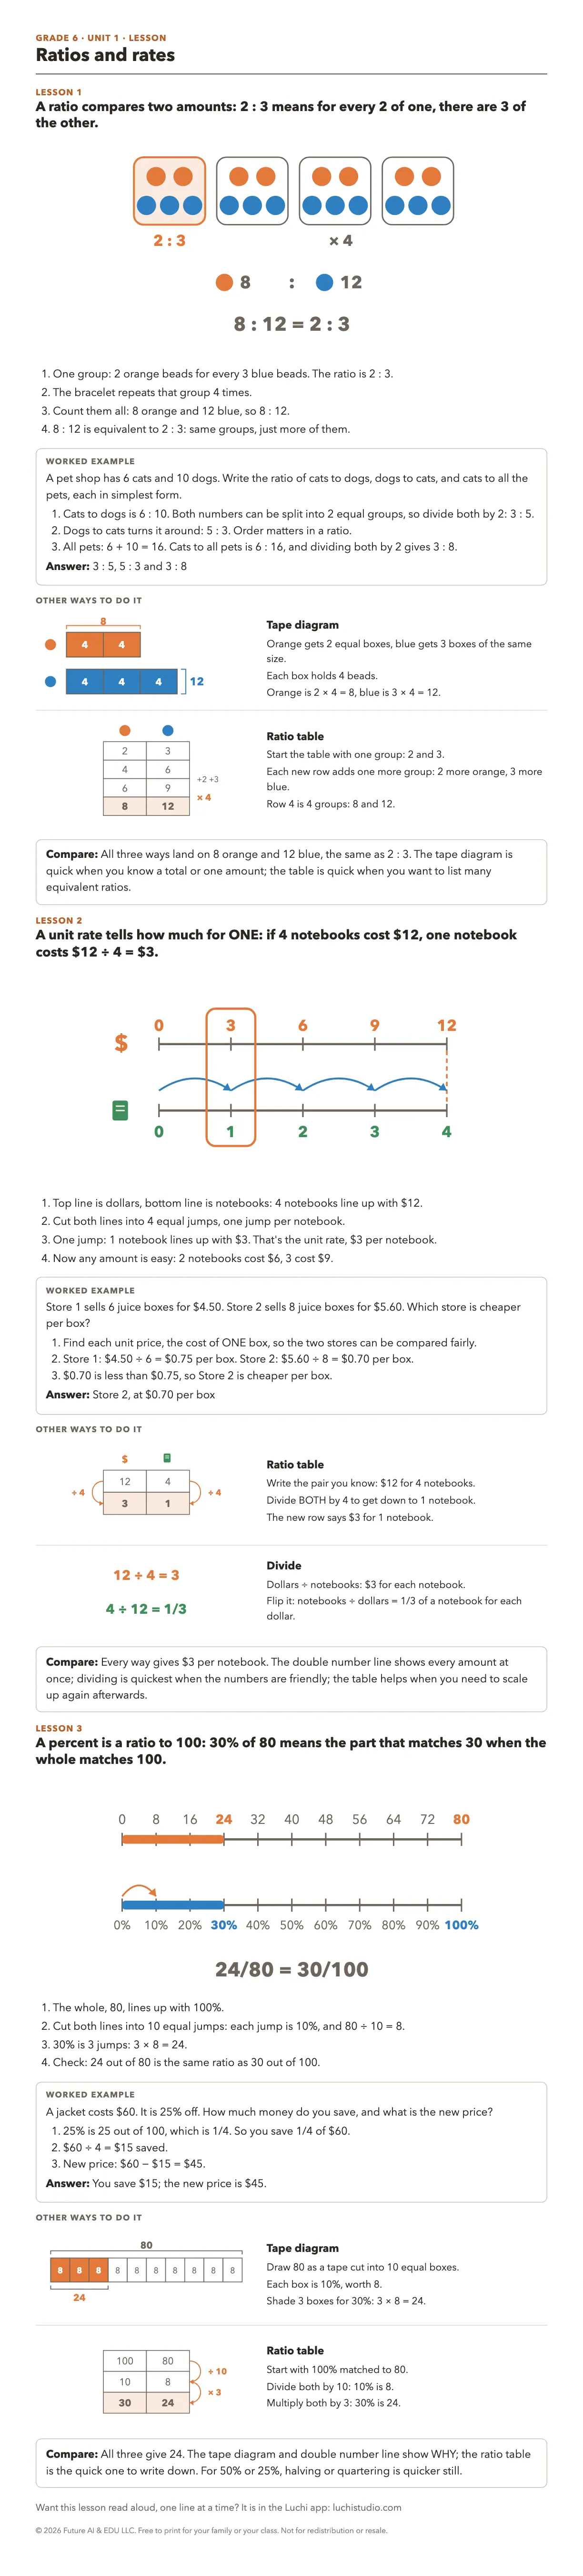 GRADE 6 · UNIT 1 · LESSON
Ratios and rates
LESSON 1
A ratio compares two amounts: 2 : 3 means for every 2 of one, there are 3 of
the other.
2 : 3
× 4
8 : 12
8 : 12 = 2 : 3
1. One group: 2 orange beads for every 3 blue beads. The ratio is 2 : 3.
2. The bracelet repeats that group 4 times.
3. Count them all: 8 orange and 12 blue, so 8 : 12.
4. 8 : 12 is equivalent to 2 : 3: same groups, just more of them.
WORKED EXAMPLE
A pet shop has 6 cats and 10 dogs. Write the ratio of cats to dogs, dogs to cats, and cats to all the
pets, each in simplest form.
1. Cats to dogs is 6 : 10. Both numbers can be split into 2 equal groups, so divide both by 2: 3 : 5.
2. Dogs to cats turns it around: 5 : 3. Order matters in a ratio.
3. All pets: 6 + 10 = 16. Cats to all pets is 6 : 16, and dividing both by 2 gives 3 : 8.
Answer: 3 : 5, 5 : 3 and 3 : 8
OTHER WAYS TO DO IT
8
4 4
4 4 4 12
Tape diagram
Orange gets 2 equal boxes, blue gets 3 boxes of the same
size.
Each box holds 4 beads.
Orange is 2 × 4 = 8, blue is 3 × 4 = 12.
2 3
4 6
6 9
8 12
+2 +3
× 4
Ratio table
Start the table with one group: 2 and 3.
Each new row adds one more group: 2 more orange, 3 more
blue.
Row 4 is 4 groups: 8 and 12.
Compare: All three ways land on 8 orange and 12 blue, the same as 2 : 3. The tape diagram is
quick when you know a total or one amount; the table is quick when you want to list many
equivalent ratios.
LESSON 2
A unit rate tells how much for ONE: if 4 notebooks cost $12, one notebook
costs $12 ÷ 4 = $3.
$ 0 3 6 9 12
0 1 2 3 4
1. Top line is dollars, bottom line is notebooks: 4 notebooks line up with $12.
2. Cut both lines into 4 equal jumps, one jump per notebook.
3. One jump: 1 notebook lines up with $3. That's the unit rate, $3 per notebook.
4. Now any amount is easy: 2 notebooks cost $6, 3 cost $9.
WORKED EXAMPLE
Store 1 sells 6 juice boxes for $4.50. Store 2 sells 8 juice boxes for $5.60. Which store is cheaper
per box?
1. Find each unit price, the cost of ONE box, so the two stores can be compared fairly.
2. Store 1: $4.50 ÷ 6 = $0.75 per box. Store 2: $5.60 ÷ 8 = $0.70 per box.
3. $0.70 is less than $0.75, so Store 2 is cheaper per box.
Answer: Store 2, at $0.70 per box
OTHER WAYS TO DO IT
$
12 4
÷ 4 ÷ 4
3 1
Ratio table
Write the pair you know: $12 for 4 notebooks.
Divide BOTH by 4 to get down to 1 notebook.
The new row says $3 for 1 notebook.
12 ÷ 4 = 3
4 ÷ 12 = 1/3
Divide
Dollars ÷ notebooks: $3 for each notebook.
Flip it: notebooks ÷ dollars = 1/3 of a notebook for each
dollar.
Compare: Every way gives $3 per notebook. The double number line shows every amount at
once; dividing is quickest when the numbers are friendly; the table helps when you need to scale
up again afterwards.
LESSON 3
A percent is a ratio to 100: 30% of 80 means the part that matches 30 when the
whole matches 100.
0 8 16 24 32 40 48 56 64 72 80
0% 10% 20% 30% 40% 50% 60% 70% 80% 90% 100%
24/80 = 30/100
1. The whole, 80, lines up with 100%.
2. Cut both lines into 10 equal jumps: each jump is 10%, and 80 ÷ 10 = 8.
3. 30% is 3 jumps: 3 × 8 = 24.
4. Check: 24 out of 80 is the same ratio as 30 out of 100.
WORKED EXAMPLE
A jacket costs $60. It is 25% off. How much money do you save, and what is the new price?
1. 25% is 25 out of 100, which is 1/4. So you save 1/4 of $60.
2. $60 ÷ 4 = $15 saved.
3. New price: $60 − $15 = $45.
Answer: You save $15; the new price is $45.
OTHER WAYS TO DO IT
80
8 8 8 8 8 8 8 8 8 8
24
Tape diagram
Draw 80 as a tape cut into 10 equal boxes.
Each box is 10%, worth 8.
Shade 3 boxes for 30%: 3 × 8 = 24.
100 80
÷ 10
10 8
× 3
30 24
Ratio table
Start with 100% matched to 80.
Divide both by 10: 10% is 8.
Multiply both by 3: 30% is 24.
Compare: All three give 24. The tape diagram and double number line show WHY; the ratio table
is the quick one to write down. For 50% or 25%, halving or quartering is quicker still.
Want this lesson read aloud, one line at a time? It is in the Luchi app: luchistudio.com
© 2026 Future AI & EDU LLC. Free to print for your family or your class. Not for redistribution or resale.